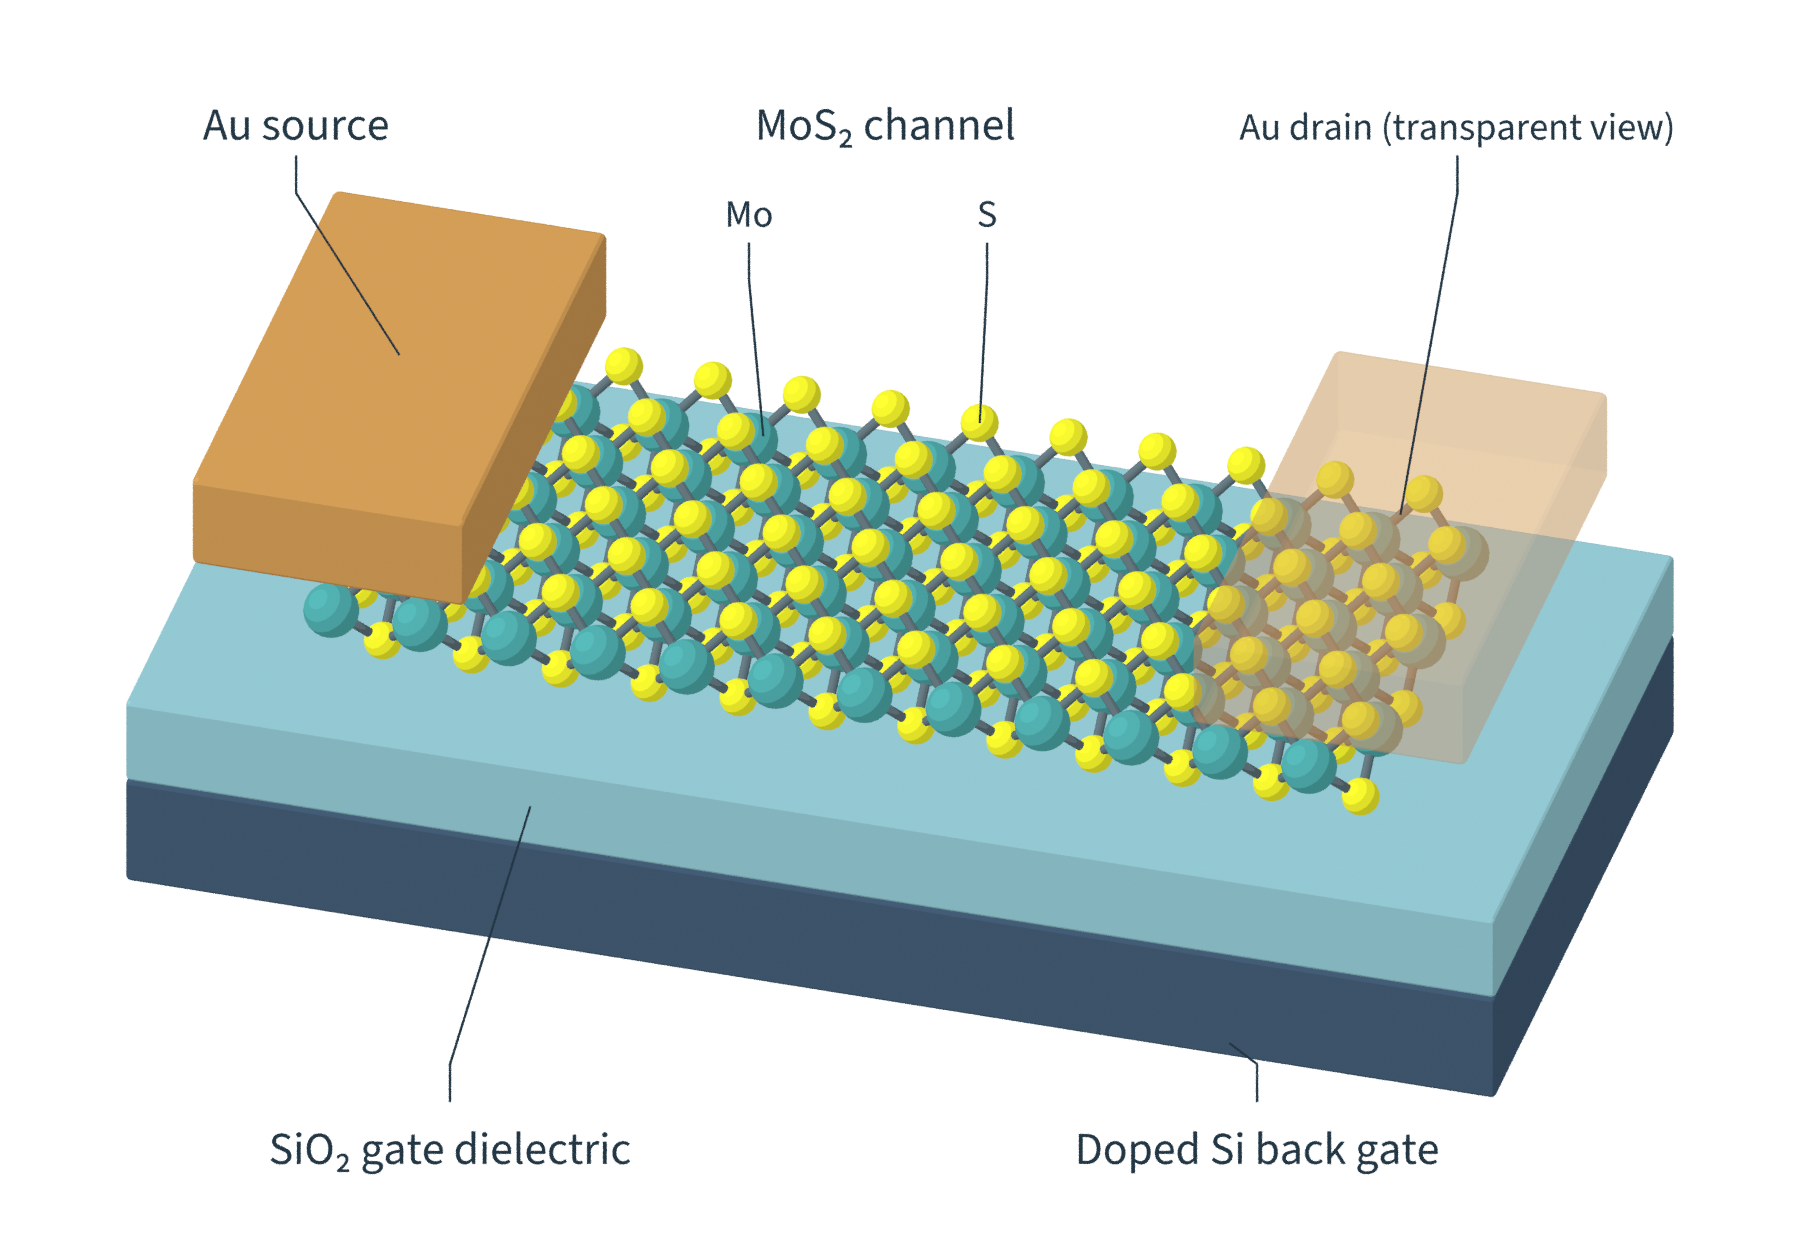 Au source
MoS₂ channel
Au drain (transparent view)
Mo
S
SiO₂ gate dielectric
Doped Si back gate